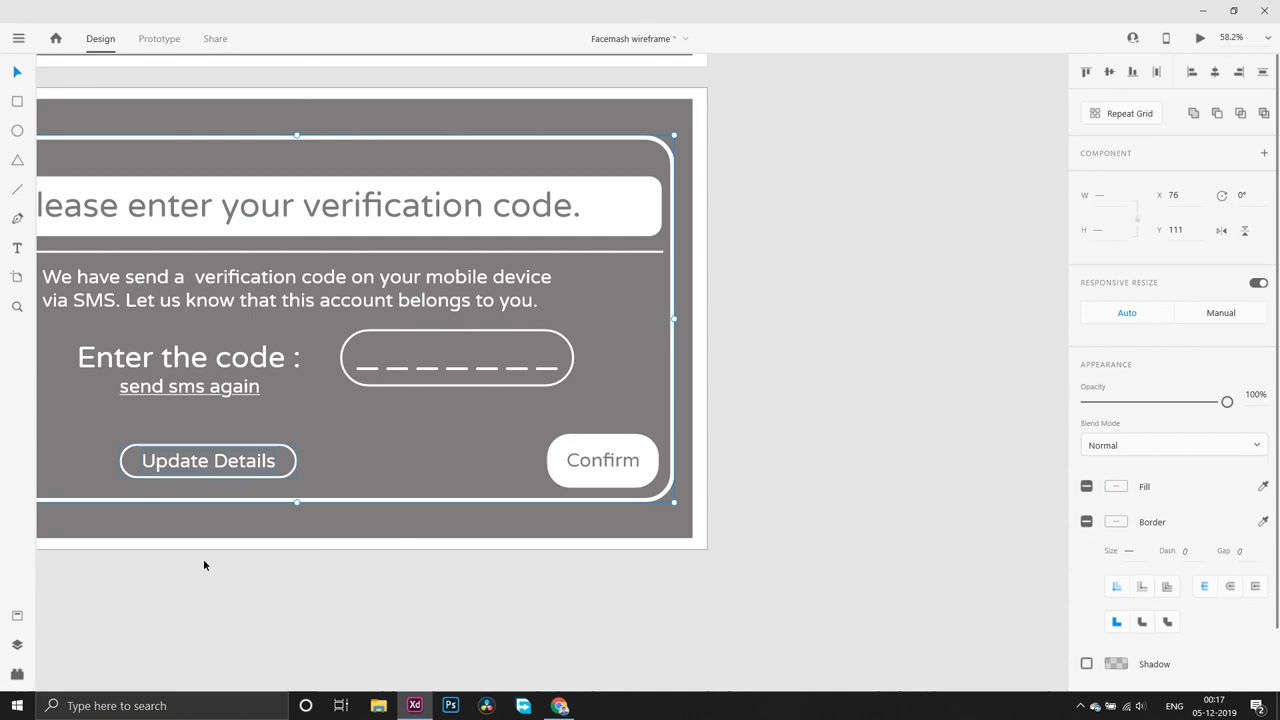 Design
Prototype
Share
Facemash wireframe *
58.2%
lease enter your verification code.
We have send a  verification code on your mobile device
via SMS. Let us know that this account belongs to you.
Enter the code :
send sms again
Update Details
Confirm
Repeat Grid
COMPONENT
W —
X 76
0°
H —
Y 111
RESPONSIVE RESIZE
Auto
Manual
APPEARANCE
Opacity
100%
Blend Mode
Normal
Fill
Border
Size —
Dash 0
Gap 0
Shadow
Type here to search
Xd
Ps
ENG
00:17
05-12-2019
2